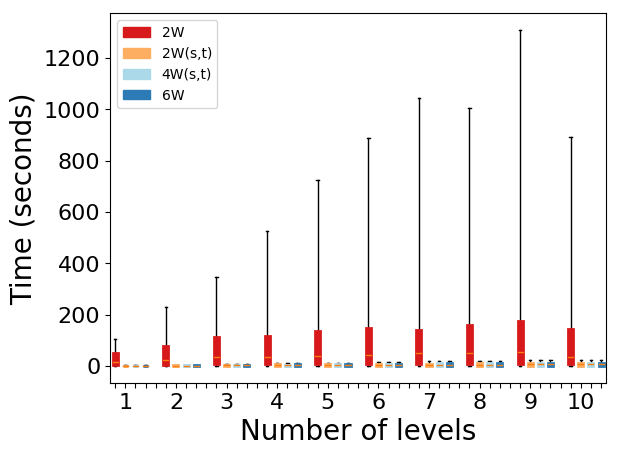 2W
2W(s,t)
4W(s,t)
6W
Time (seconds)
1200
1000
800
600
400
200
0
1 2 3 4 5 6 7 8 9 10
Number of levels